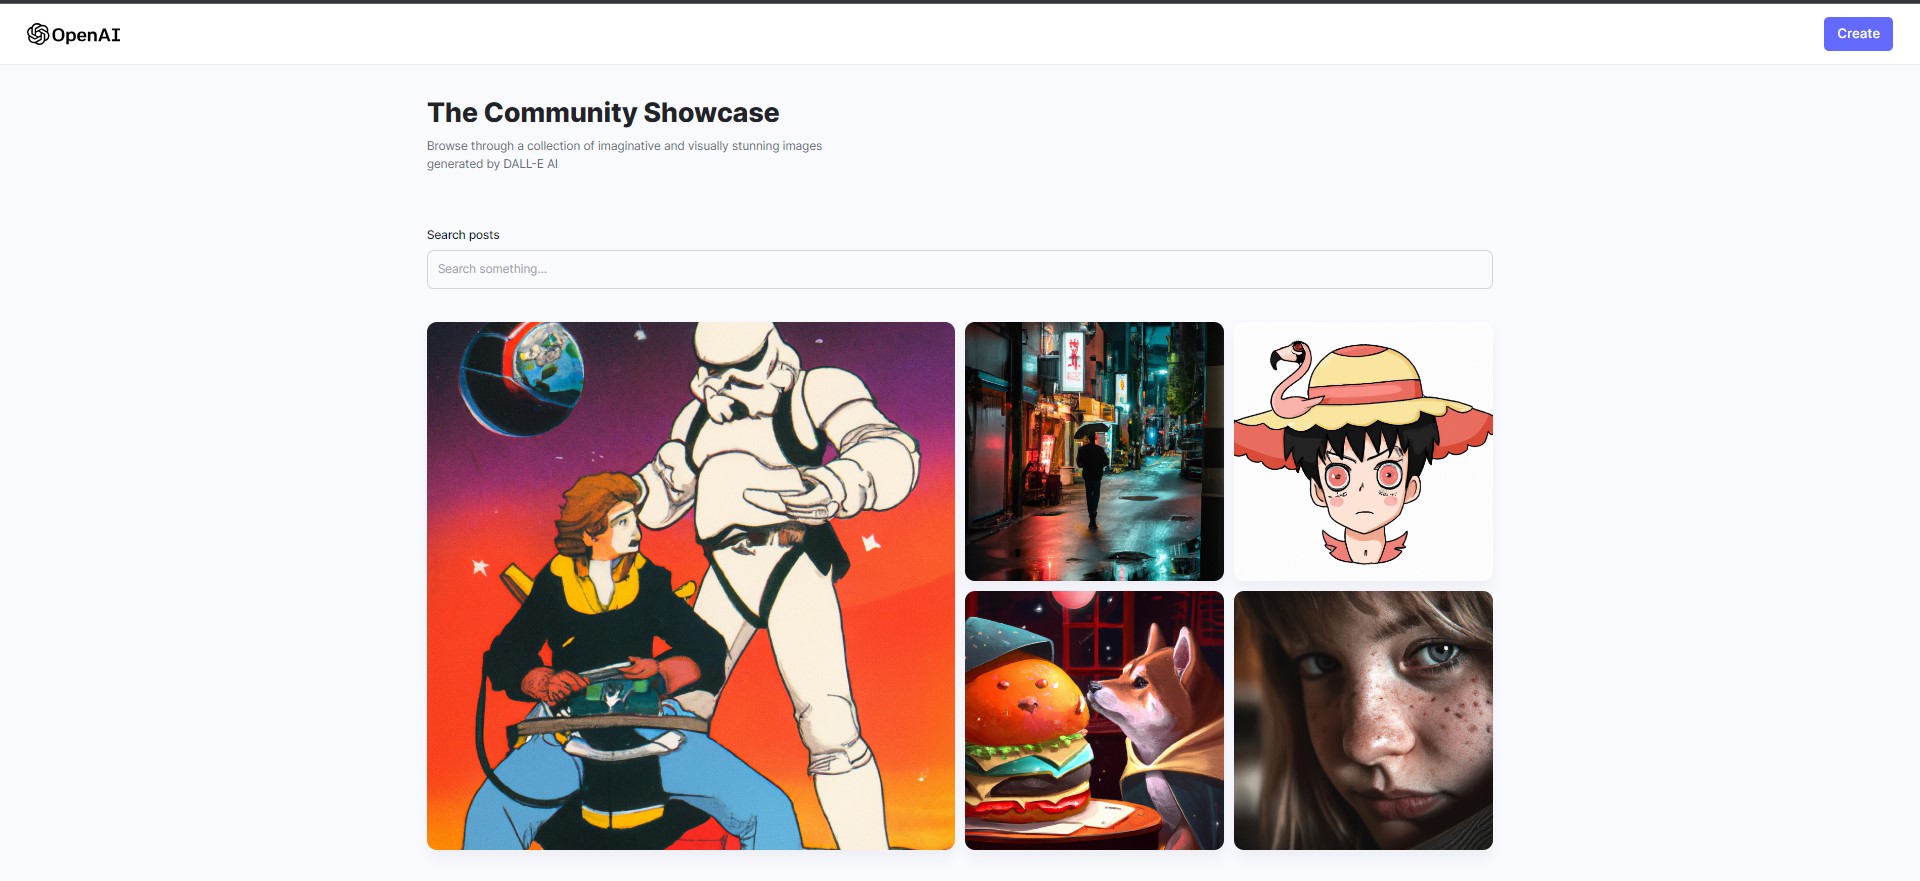 OpenAI
Create
The Community Showcase
Browse through a collection of imaginative and visually stunning images
generated by DALL-E AI
Search posts
Search something...